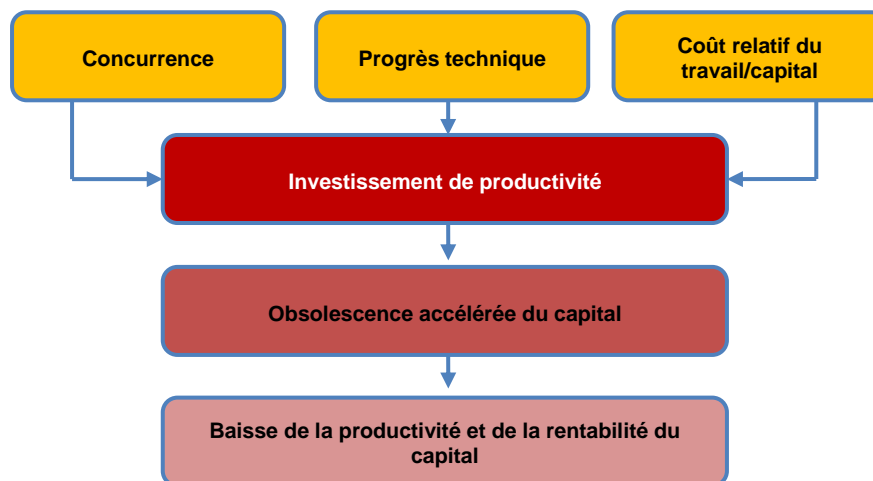 Concurrence
Progrès technique
Coût relatif du
travail/capital
Investissement de productivité
Obsolescence accélérée du capital
Baisse de la productivité et de la rentabilité du
capital